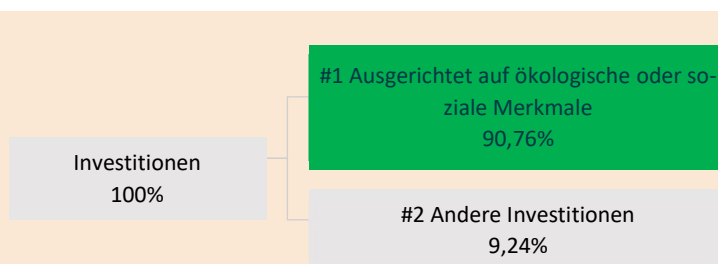 #1 Ausgerichtet auf ökologische oder so-
ziale Merkmale
90,76%
Investitionen
100%
#2 Andere Investitionen
9,24%